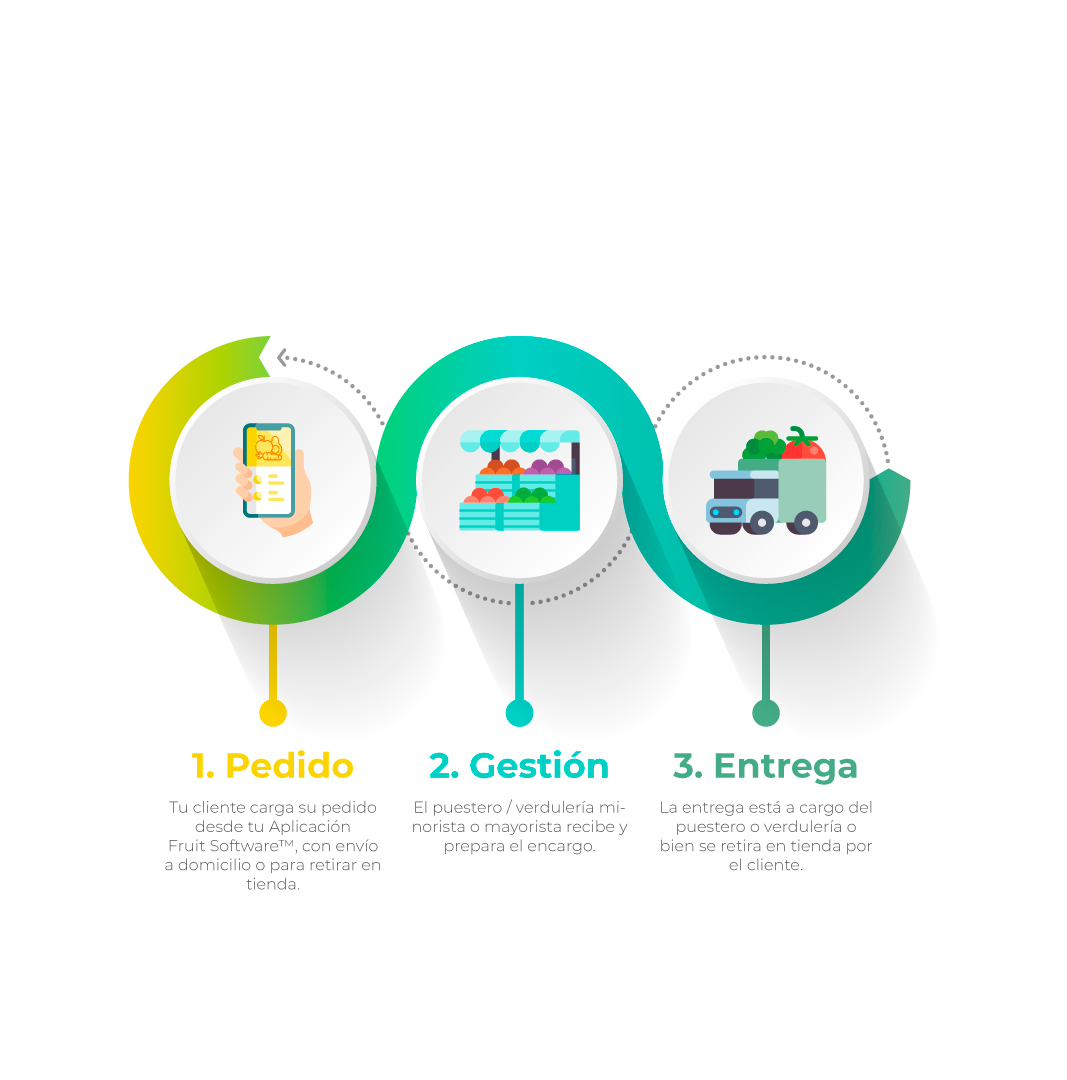 1. Pedido
Tu cliente carga su pedido
desde tu Aplicación
Fruit Software™, con envío
a domicilio o para retirar en
tienda.
2. Gestión
El puestero / verdulería mi-
norista o mayorista recibe y
prepara el encargo.
3. Entrega
La entrega está a cargo del
puestero o verdulería o
bien se retira en tienda por
el cliente.